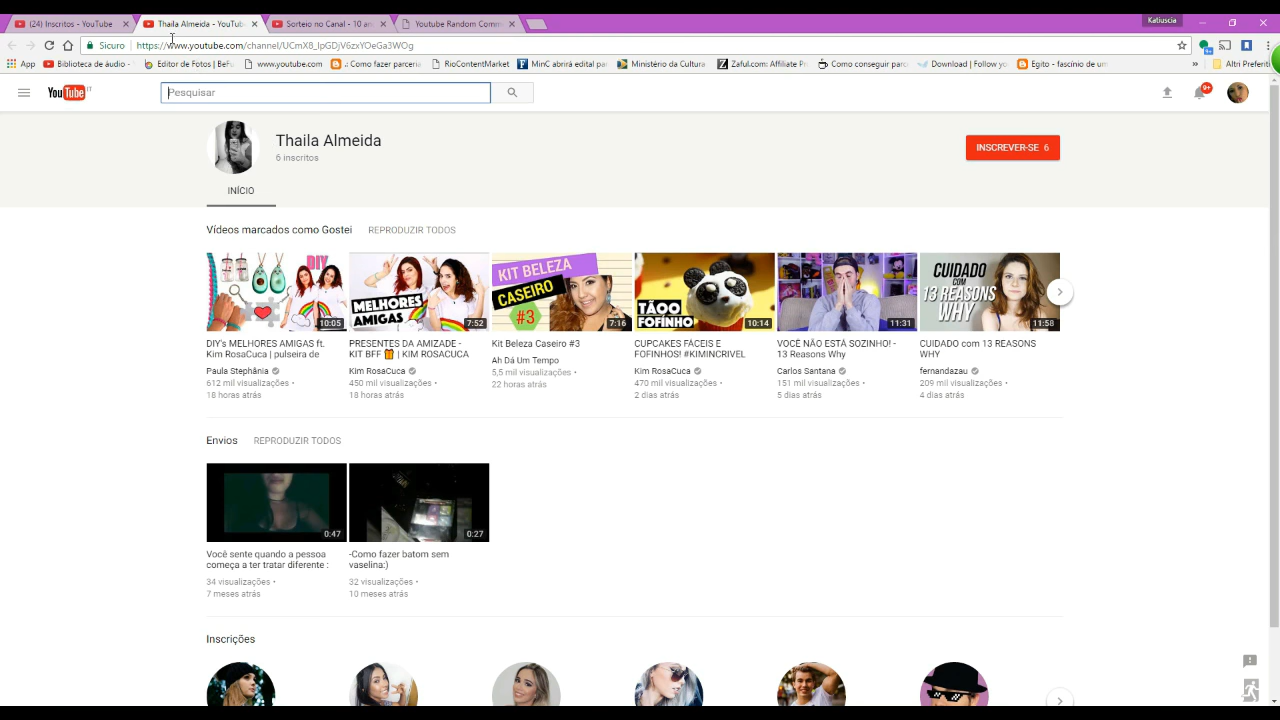 (24) Inscritos - YouTube
Thaila Almeida - YouTub
Sorteio no Canal - 10 an
Youtube Random Comm
Katiuscia
Sicuro
https://www.youtube.com/channel/UCmX8_IpGDjV6zxYOeGa3WOg
App
Biblioteca de áudio -
Editor de Fotos | BeFu
www.youtube.com
.: Como fazer parceria
RioContentMarket
MinC abrirá edital par
Ministério da Cultura
Zaful.com: Affiliate Pr
Como conseguir parc
Download | Follow yo
Egito - fascínio de um
»
Altri Preferiti
YouTube IT
Pesquisar
9+
Thaila Almeida
6 inscritos
INSCREVER-SE 6
INÍCIO
Vídeos marcados como Gostei
REPRODUZIR TODOS
DIY
10:05
MELHORES
AMIGAS
7:52
KIT BELEZA
CASEIRO
#3
7:16
TÃOO
FOFINHO
10:14
11:31
CUIDADO
COM
13 REASONS
WHY
11:58
DIY's MELHORES AMIGAS ft.
Kim RosaCuca | pulseira de
Paula Stephânia
612 mil visualizações •
18 horas atrás
PRESENTES DA AMIZADE -
KIT BFF 🎁 | KIM ROSACUCA
Kim RosaCuca
450 mil visualizações •
18 horas atrás
Kit Beleza Caseiro #3
Ah Dá Um Tempo
5,5 mil visualizações •
22 horas atrás
CUPCAKES FÁCEIS E
FOFINHOS! #KIMINCRIVEL
Kim RosaCuca
470 mil visualizações •
2 dias atrás
VOCÊ NÃO ESTÁ SOZINHO! -
13 Reasons Why
Carlos Santana
151 mil visualizações •
5 dias atrás
CUIDADO com 13 REASONS
WHY
fernandazau
209 mil visualizações •
4 dias atrás
Envios
REPRODUZIR TODOS
0:47
0:27
Você sente quando a pessoa
começa a ter tratar diferente :
34 visualizações •
7 meses atrás
-Como fazer batom sem
vaselina:)
32 visualizações •
10 meses atrás
Inscrições